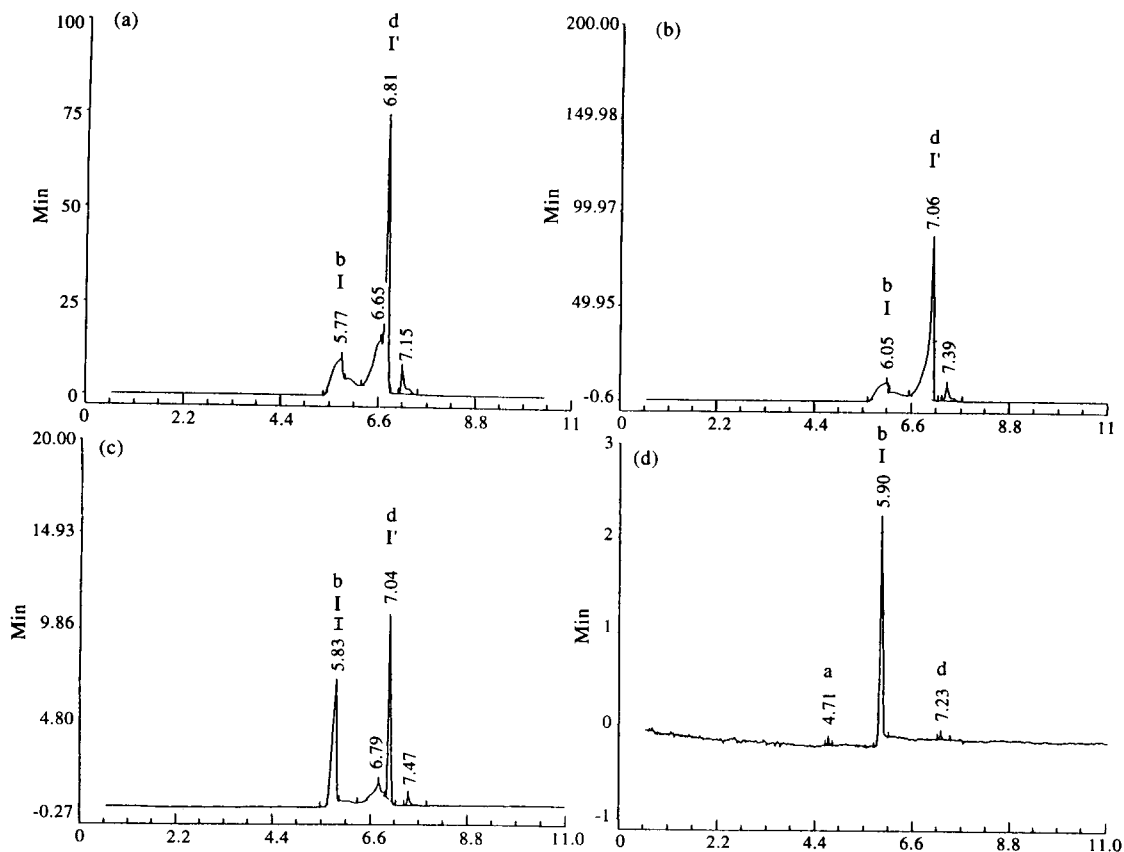 (a)
100
75
50
25
0
Min
b
I
5.77
6.65
d
I'
6.81
7.15
0 2.2 4.4 6.6 8.8 11
(b)
200.00
149.98
99.97
49.95
-0.6
Min
b
I
6.05
d
I'
7.06
7.39
0 2.2 4.4 6.6 8.8 11
(c)
20.00
14.93
9.86
4.80
-0.27
Min
b
I
I
5.83
6.79
d
I'
7.04
7.47
0 2.2 4.4 6.6 8.8 11.0
(d)
3
2
1
0
-1
a
4.71
b
I
5.90
d
7.23
0 2.2 4.4 6.6 8.8 11.0
Min